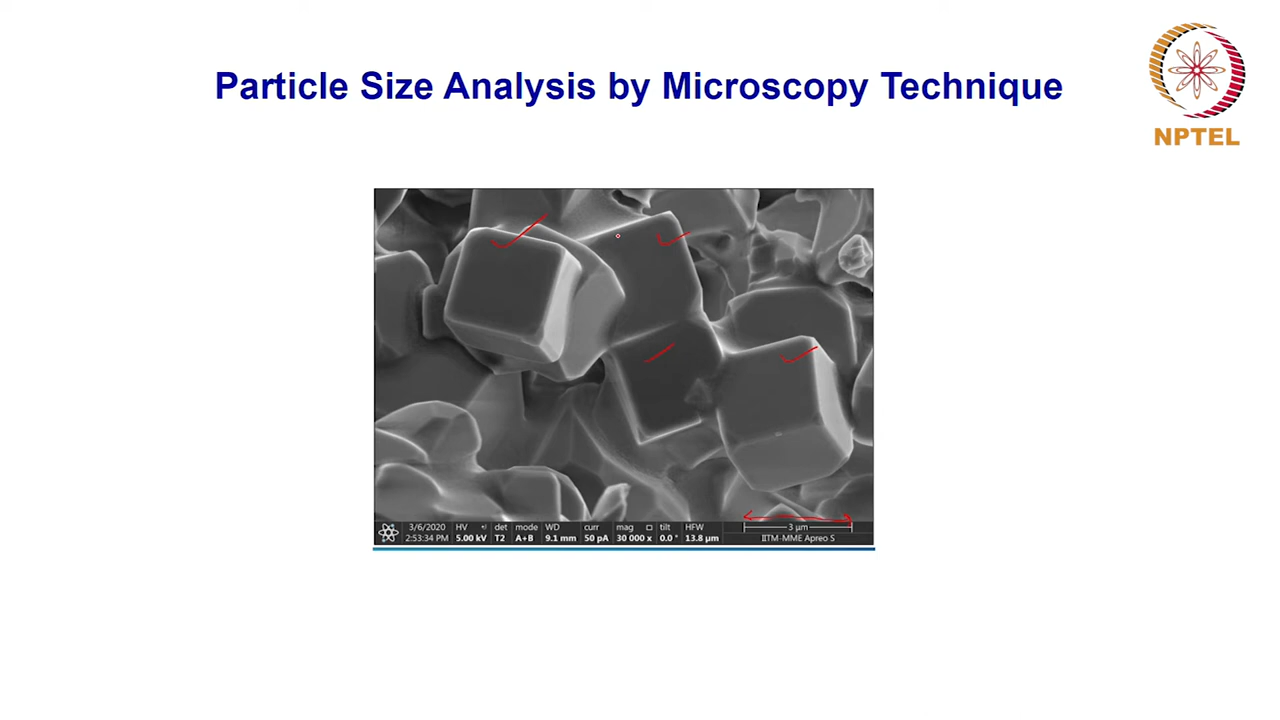 Particle Size Analysis by Microscopy Technique
NPTEL
3/6/2020 HV det mode WD curr mag □ tilt HFW 3 µm
2:53:34 PM 5.00 kV T2 A+B 9.1 mm 50 pA 30 000 x 0.0 ° 13.8 µm IITM-MME Apreo S